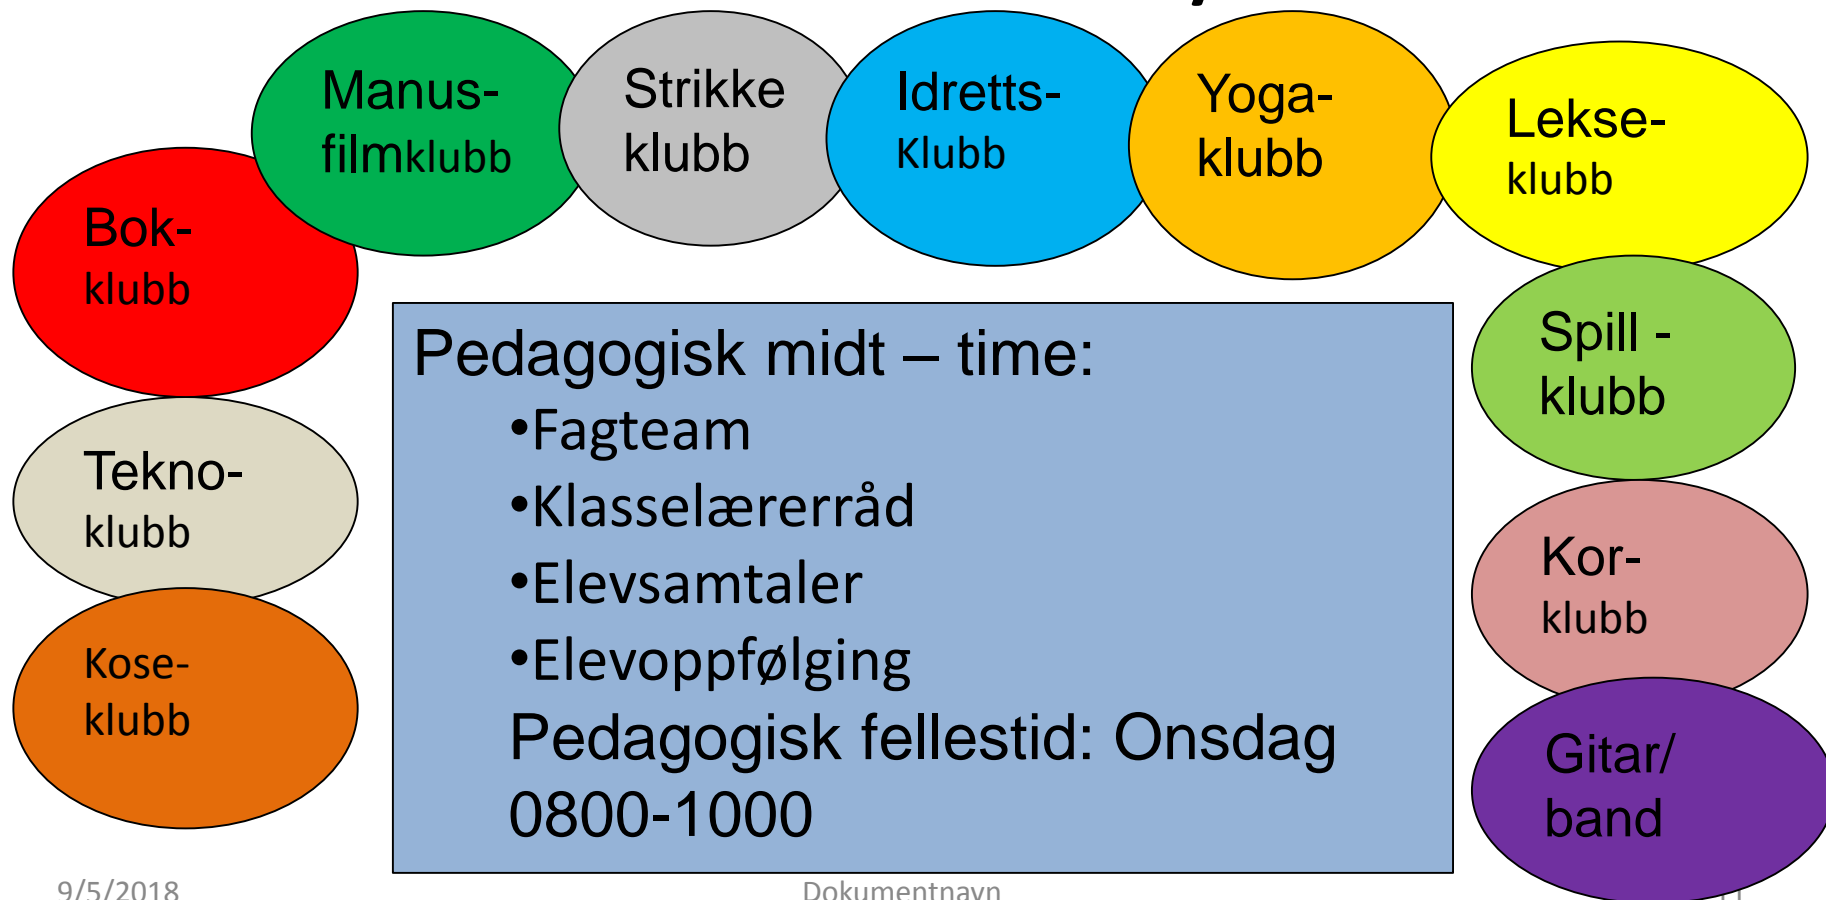 Manus-
filmklubb
Strikke
klubb
Idretts-
Klubb
Yoga-
klubb
Lekse-
klubb
Bok-
klubb
Spill -
klubb
Tekno-
klubb
Kor-
klubb
Kose-
klubb
Gitar/
band
Pedagogisk midt – time:
•Fagteam
•Klasselærerråd
•Elevsamtaler
•Elevoppfølging
Pedagogisk fellestid: Onsdag
0800-1000
9/5/2018
Dokumentnavn